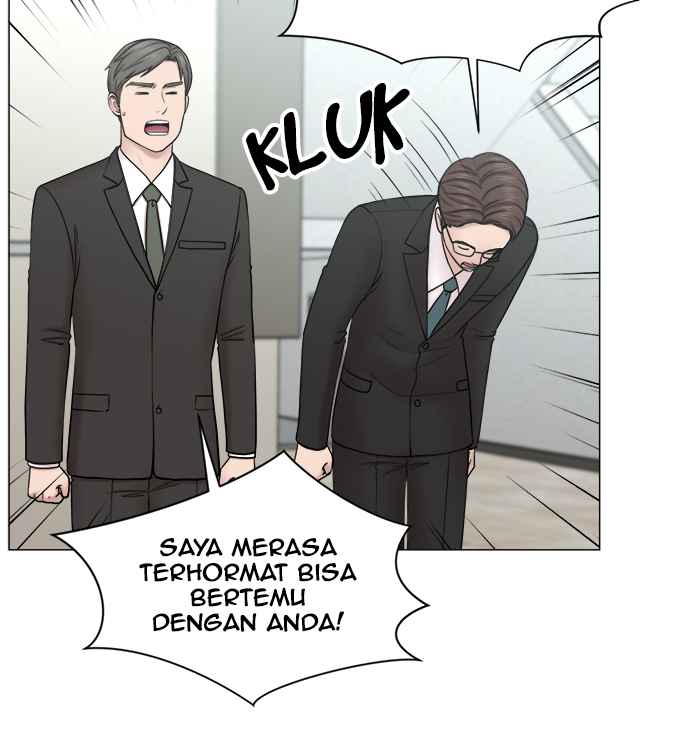 KLUK
SAYA MERASA
TERHORMAT BISA
BERTEMU
DENGAN ANDA!